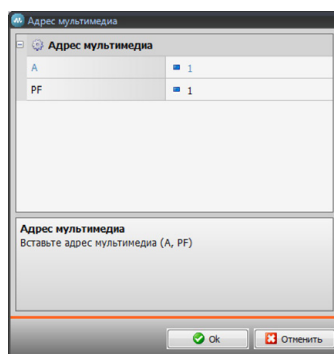 Адрес мультимедиа
Адрес мультимедиа
A 1
PF 1
Адрес мультимедиа
Вставьте адрес мультимедиа (A, PF)
Ok Отменить